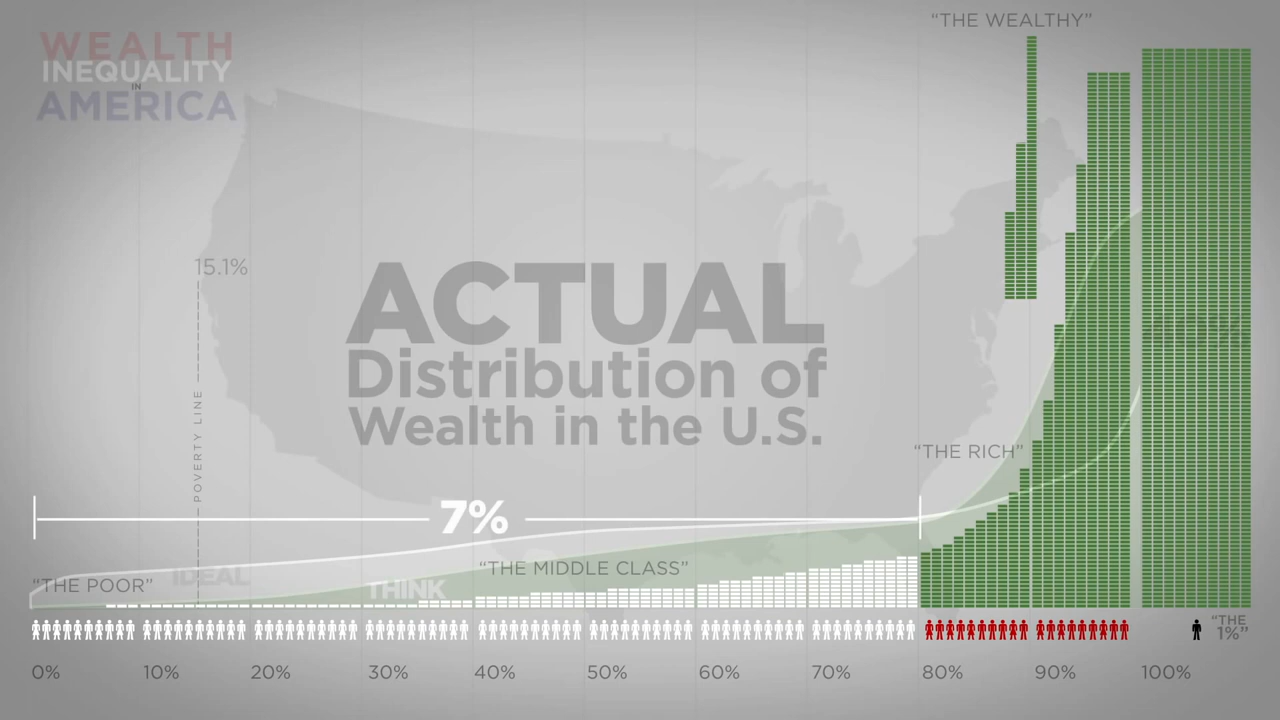 WEALTH
INEQUALITY
IN
AMERICA
“THE WEALTHY”
15.1%
POVERTY LINE
ACTUAL
Distribution of
Wealth in the U.S.
“THE RICH”
7%
“THE POOR”
IDEAL
THINK
“THE MIDDLE CLASS”
“THE
1%”
0% 10% 20% 30% 40% 50% 60% 70% 80% 90% 100%